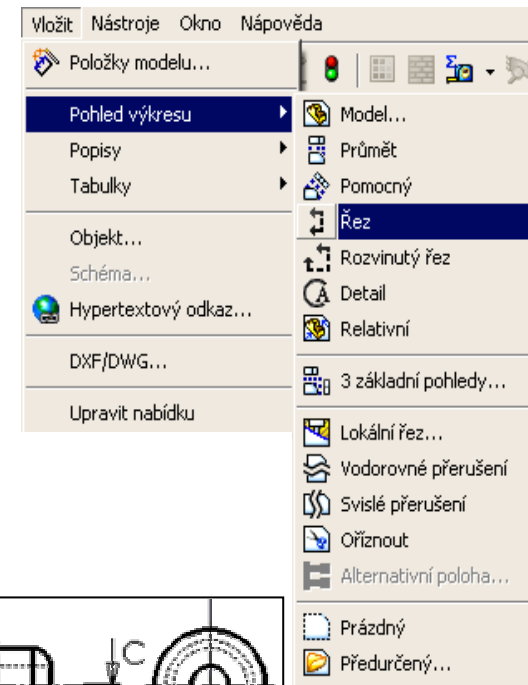 Vložit Nástroje Okno Nápověda
Položky modelu...
Pohled výkresu
Popisy
Tabulky
Objekt...
Schéma...
Hypertextový odkaz...
DXF/DWG...
Upravit nabídku
Model...
Průmět
Pomocný
Řez
Rozvinutý řez
Detail
Relativní
3 základní pohledy...
Lokální řez...
Vodorovné přerušení
Svislé přerušení
Oříznout
Alternativní poloha...
Prázdný
Předurčený...
C